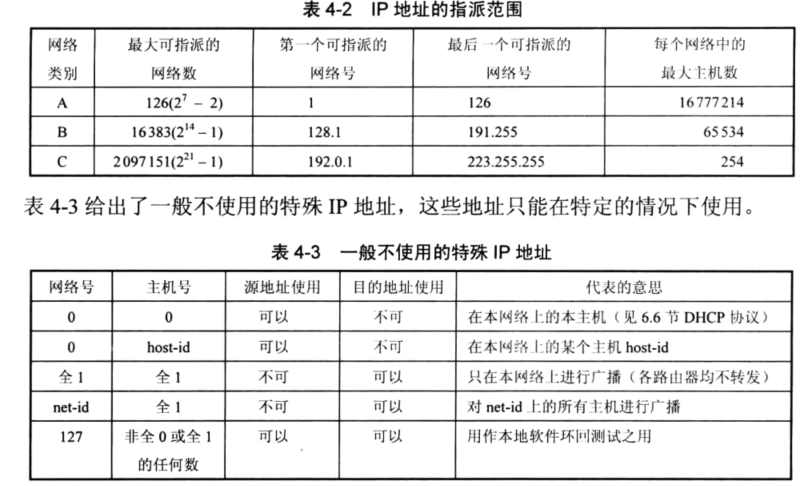 表 4-2 IP 地址的指派范围
网络 最大可指派的 第一个可指派的 最后一个可指派的 每个网络中的
类别 网络数 网络号 网络号 最大主机数
A 126(2⁷ – 2) 1 126 16777214
B 16383(2¹⁴ – 1) 128.1 191.255 65534
C 2097151(2²¹ – 1) 192.0.1 223.255.255 254
表 4-3 给出了一般不使用的特殊 IP 地址，这些地址只能在特定的情况下使用。
表 4-3 一般不使用的特殊 IP 地址
网络号 主机号 源地址使用 目的地址使用 代表的意思
0 0 可以 不可 在本网络上的本主机（见 6.6 节 DHCP 协议）
0 host-id 可以 不可 在本网络上的某个主机 host-id
全 1 全 1 不可 可以 只在本网络上进行广播（各路由器均不转发）
net-id 全 1 不可 可以 对 net-id 上的所有主机进行广播
127 非全 0 或全 1 可以 可以 用作本地软件环回测试之用
的任何数